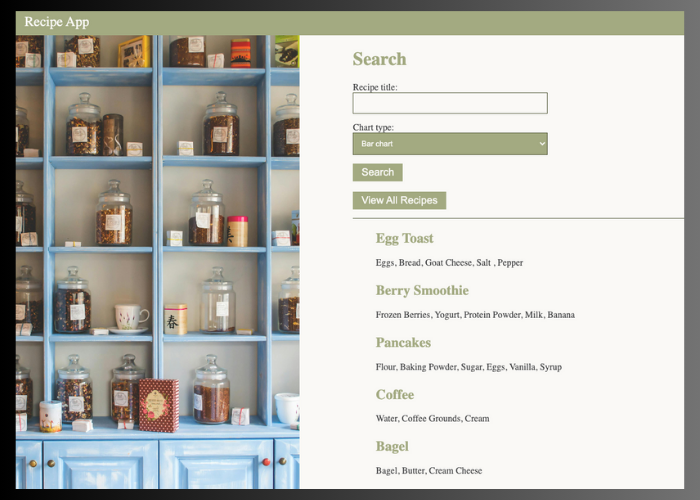 Recipe App
Search
Recipe title:
Chart type:
Bar chart
Search
View All Recipes
Egg Toast
Eggs, Bread, Goat Cheese, Salt , Pepper
Berry Smoothie
Frozen Berries, Yogurt, Protein Powder, Milk, Banana
Pancakes
Flour, Baking Powder, Sugar, Eggs, Vanilla, Syrup
Coffee
Water, Coffee Grounds, Cream
Bagel
Bagel, Butter, Cream Cheese
春